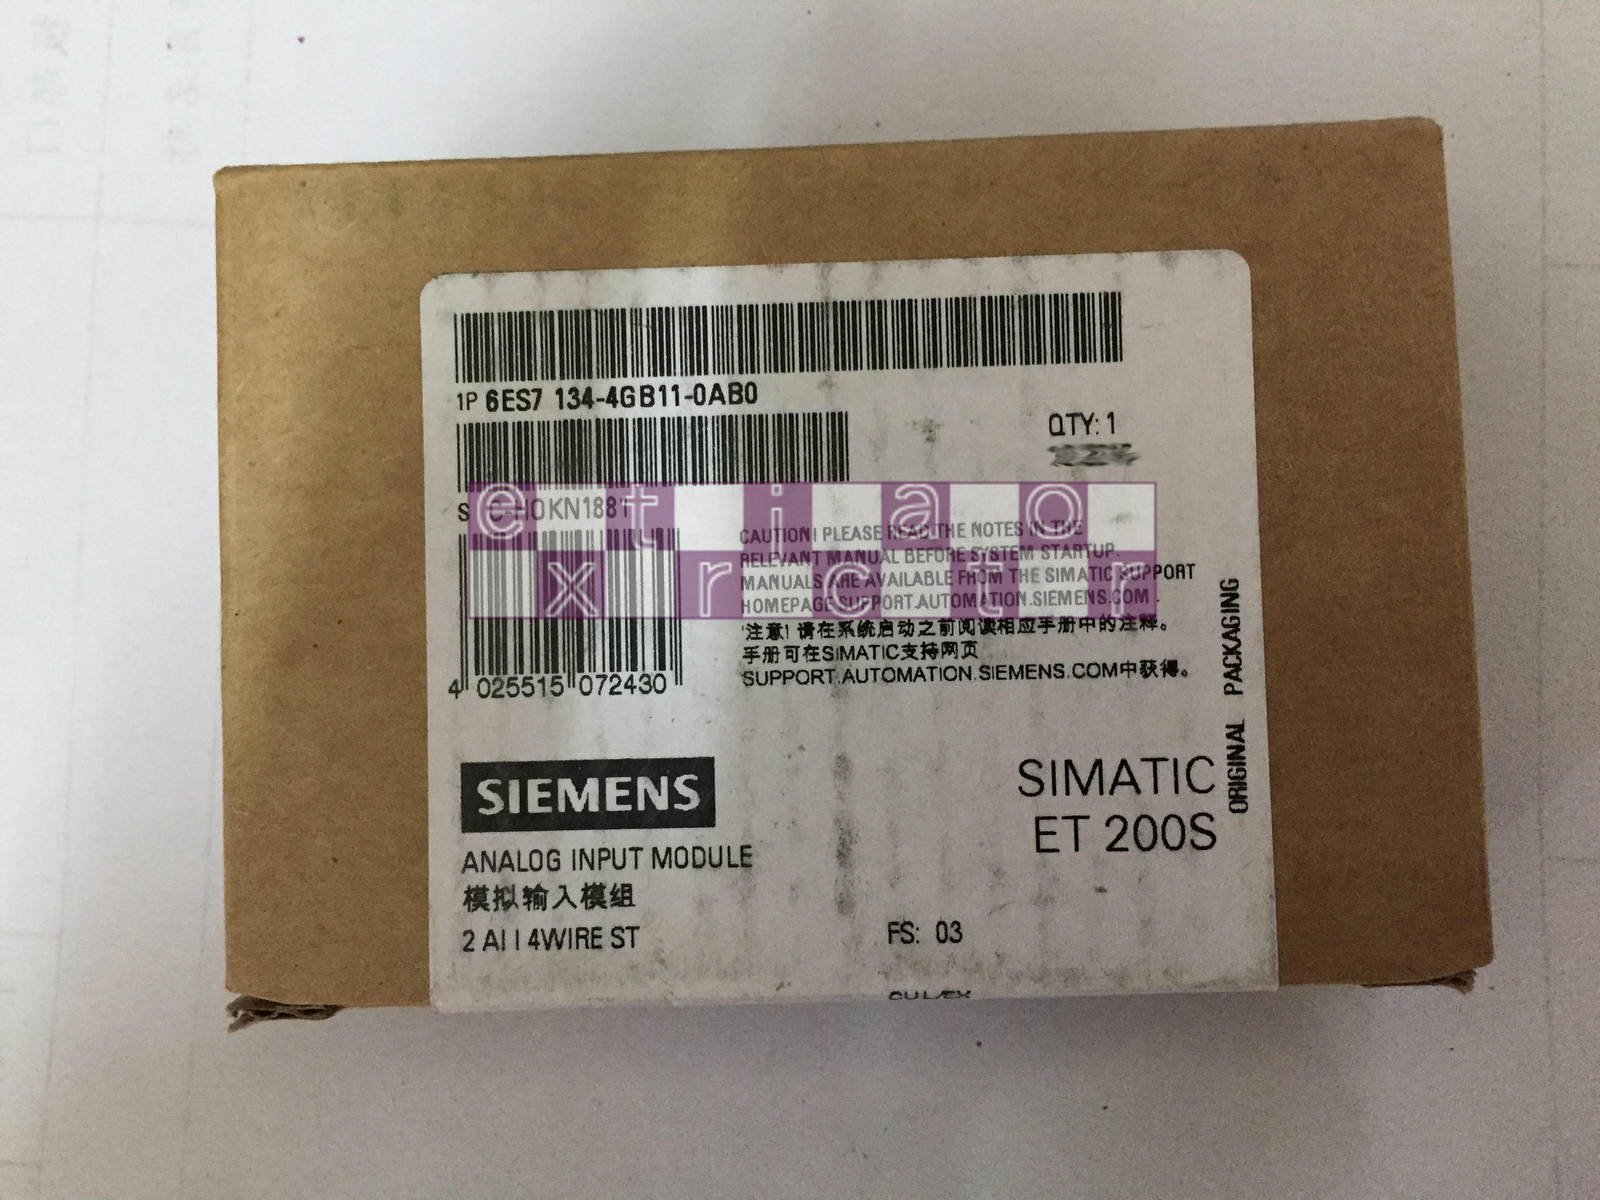 1P 6ES7 134-4GB11-0AB0
QTY: 1
S C-H0KN1881
CAUTION! PLEASE READ THE NOTES IN THE
RELEVANT MANUAL BEFORE SYSTEM STARTUP.
MANUALS ARE AVAILABLE FROM THE SIMATIC SUPPORT
HOMEPAGE SUPPORT.AUTOMATION.SIEMENS.COM.
注意! 请在系统启动之前阅读相应手册中的注释。
手册可在SIMATIC支持网页
SUPPORT.AUTOMATION.SIEMENS.COM中获得。
4 025515 072430
ORIGINAL PACKAGING
SIEMENS
SIMATIC
ET 200S
ANALOG INPUT MODULE
模拟输入模组
2 AI I 4WIRE ST
FS: 03
e t i a o
x r c t r